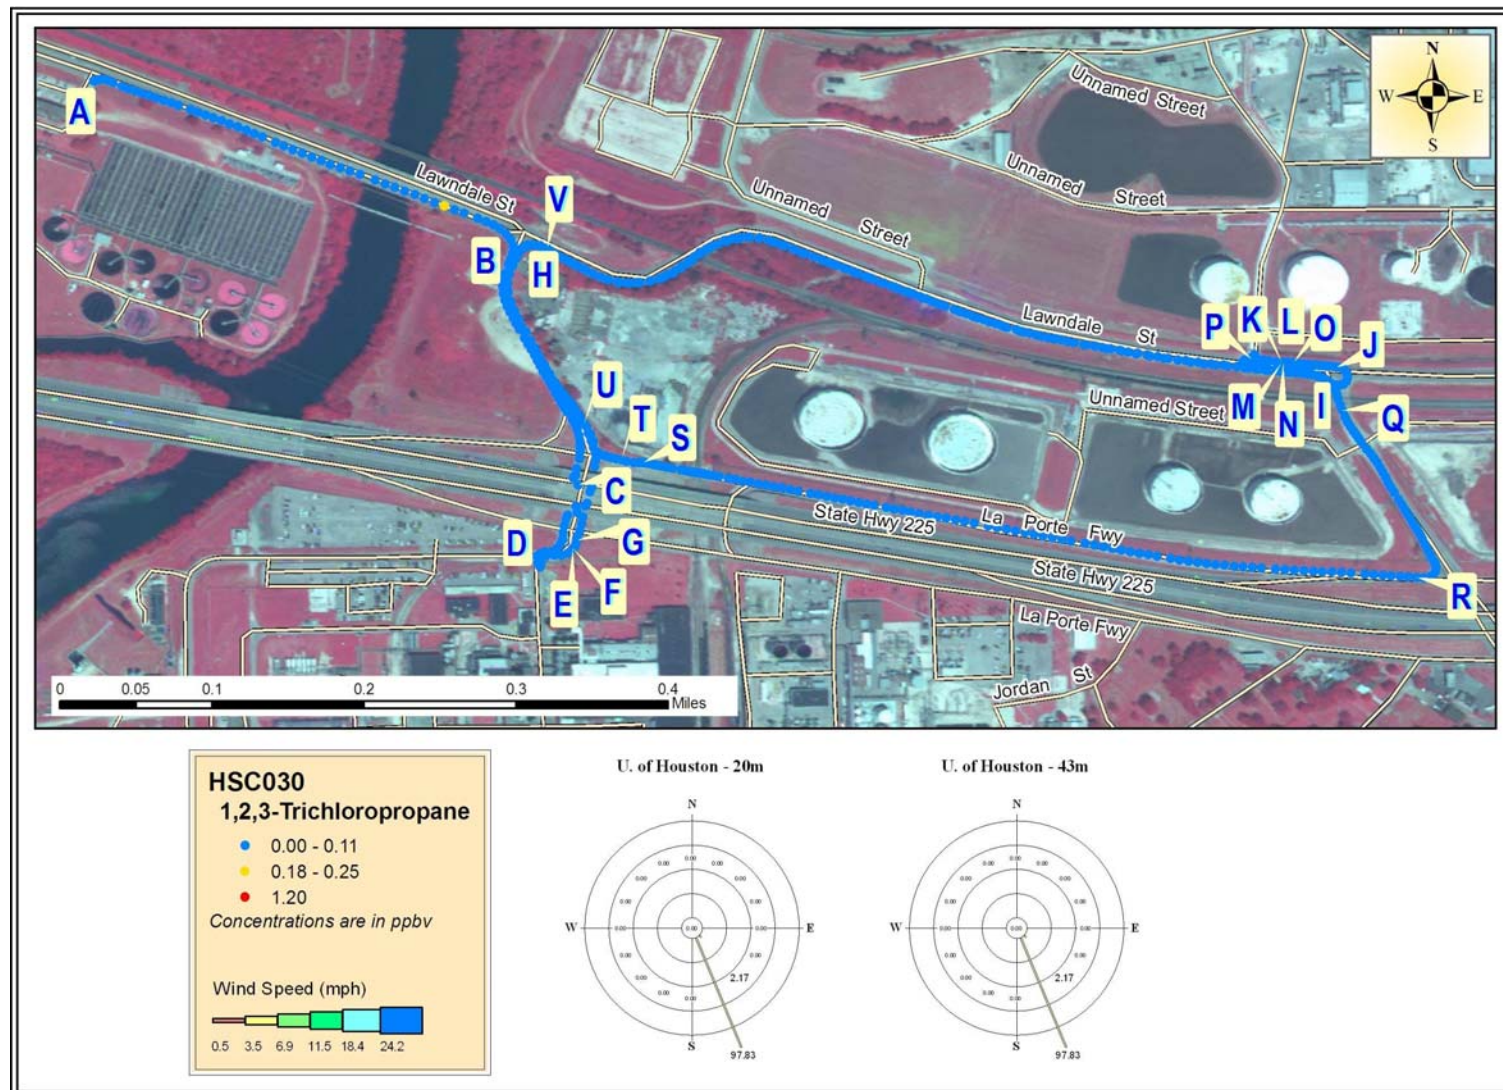 N
W
E
S
A
Lawndale St
V
B
H
Unnamed Street
Unnamed Street
Unnamed Street
Lawndale St
P
K
L
O
J
M
N
I
Q
Unnamed Street
U
T
S
C
D
G
E
F
State Hwy 225
La Porte Fwy
State Hwy 225
R
La Porte Fwy
Jordan St
0 0.05 0.1 0.2 0.3 0.4
Miles
HSC030
1,2,3-Trichloropropane
0.00 - 0.11
0.18 - 0.25
1.20
Concentrations are in ppbv
Wind Speed (mph)
0.5 3.5 6.9 11.5 18.4 24.2
U. of Houston - 20m
N
W
E
S
2.17
97.83
U. of Houston - 43m
N
W
E
S
2.17
97.83